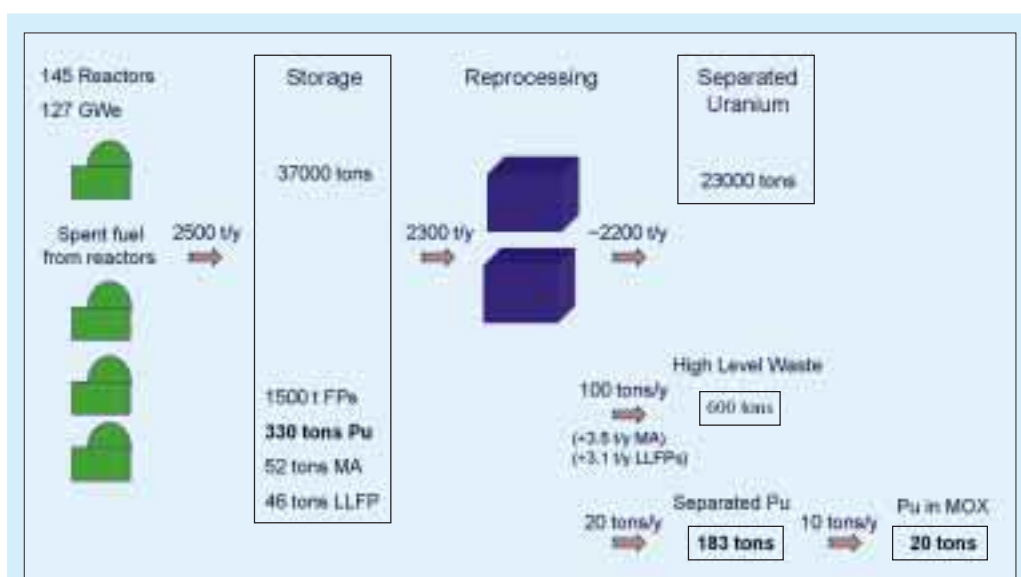 145 Reactors
127 GWe
Spent fuel
from reactors
2500 t/y
Storage
37000 tons
1500 t FPs
330 tons Pu
52 tons MA
46 tons LLFP
Reprocessing
2300 t/y
~2200 t/y
Separated
Uranium
23000 tons
High Level Waste
100 tons/y
600 tons
(+3.5 t/y MA)
(+3.1 t/y LLFPs)
Separated Pu
20 tons/y
183 tons
10 tons/y
Pu in MOX
20 tons